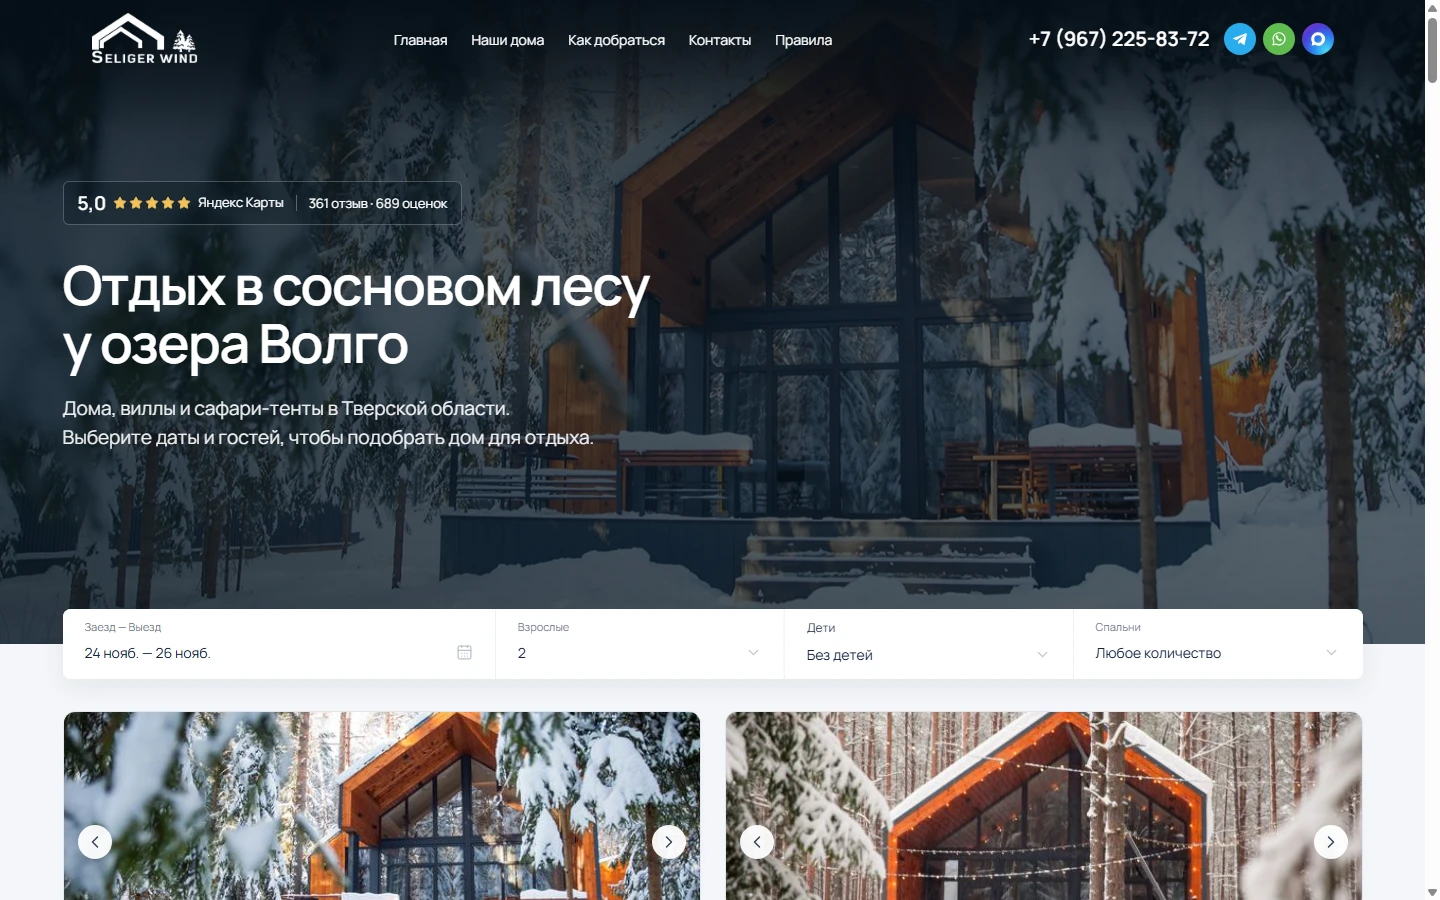 SELIGER WIND
Главная
Наши дома
Как добраться
Контакты
Правила
+7 (967) 225-83-72
5,0 Яндекс Карты 361 отзыв · 689 оценок
Отдых в сосновом лесу
у озера Волго
Дома, виллы и сафари-тенты в Тверской области.
Выберите даты и гостей, чтобы подобрать дом для отдыха.
Заезд — Выезд
24 нояб. — 26 нояб.
Взрослые
2
Дети
Без детей
Спальни
Любое количество